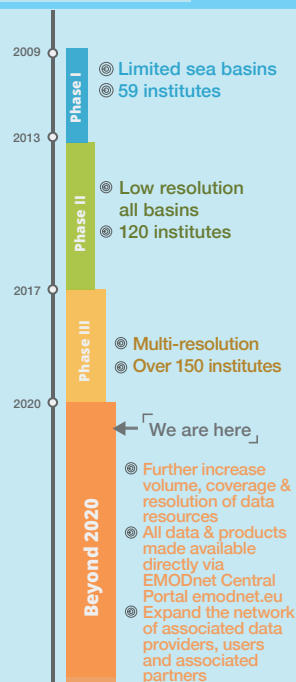 2009
Phase I
Limited sea basins
59 institutes
2013
Phase II
Low resolution
all basins
120 institutes
2017
Phase III
Multi-resolution
Over 150 institutes
2020
We are here
Beyond 2020
Further increase
volume, coverage &
resolution of data
resources
All data & products
made available
directly via
EMODnet Central
Portal emodnet.eu
Expand the network
of associated data
providers, users
and associated
partners